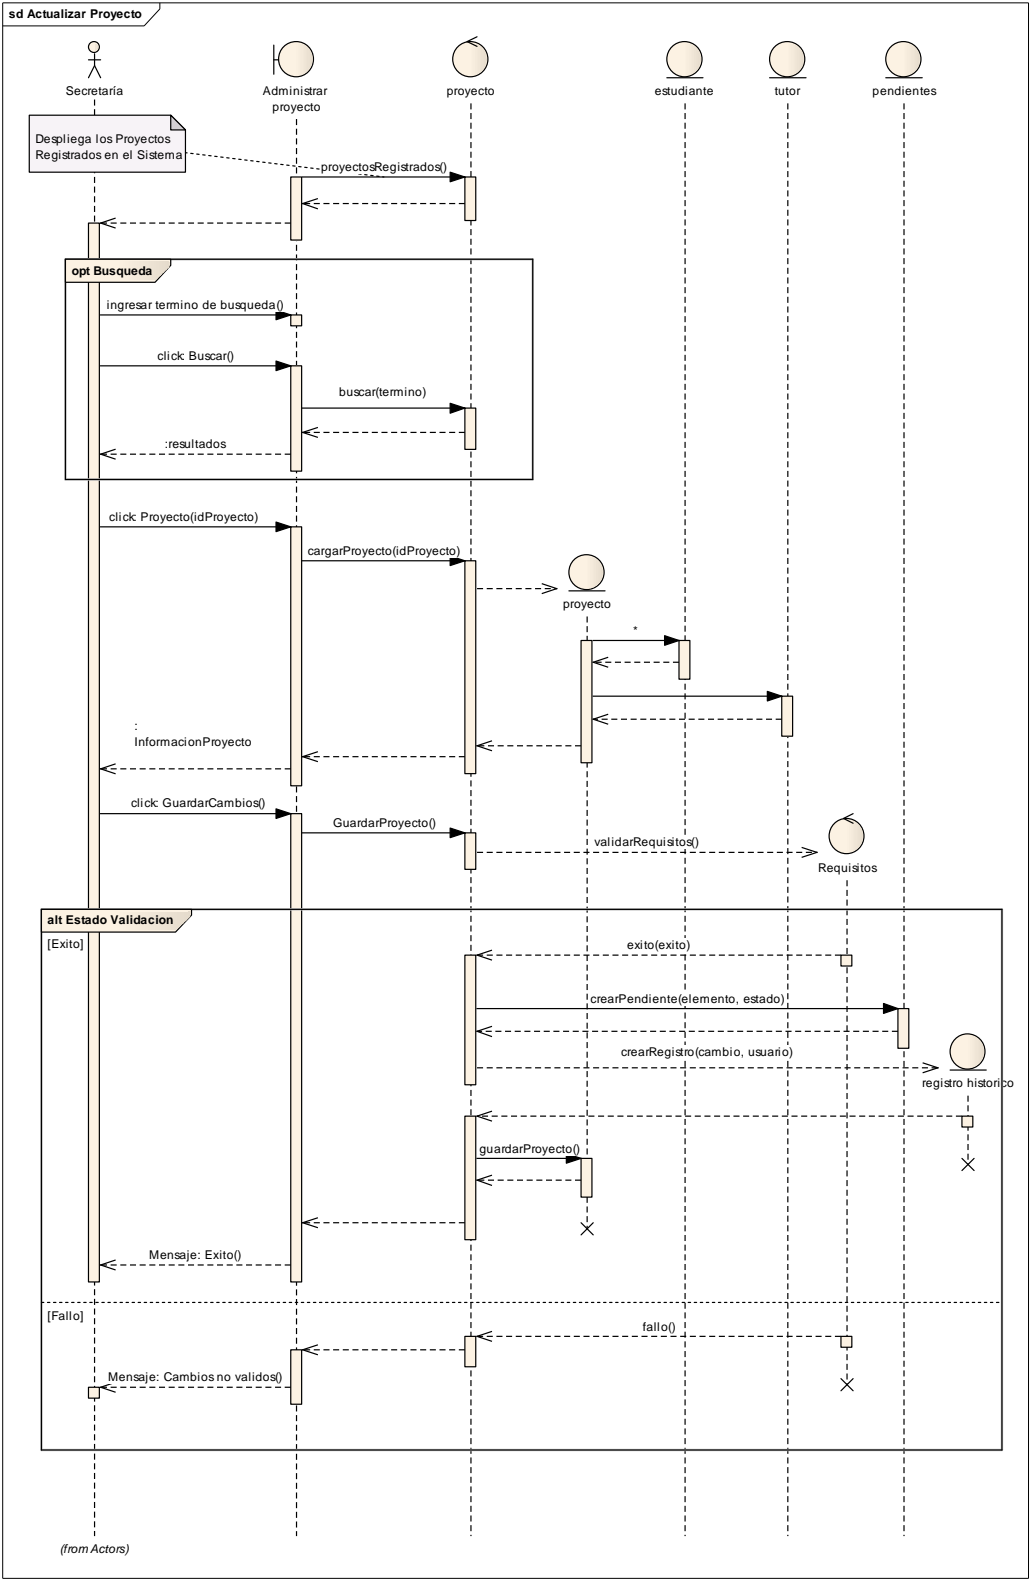 sd Actualizar Proyecto
Secretaría
Administrar
proyecto
proyecto
estudiante
tutor
pendientes
Despliega los Proyectos
Registrados en el Sistema
proyectosRegistrados()
opt Busqueda
ingresar termino de busqueda()
click: Buscar()
buscar(termino)
:resultados
click: Proyecto(idProyecto)
cargarProyecto(idProyecto)
proyecto
*
:
InformacionProyecto
click: GuardarCambios()
GuardarProyecto()
validarRequisitos()
Requisitos
alt Estado Validacion
[Exito]
exito(exito)
crearPendiente(elemento, estado)
crearRegistro(cambio, usuario)
registro historico
guardarProyecto()
Mensaje: Exito()
[Fallo]
fallo()
Mensaje: Cambios no validos()
(from Actors)